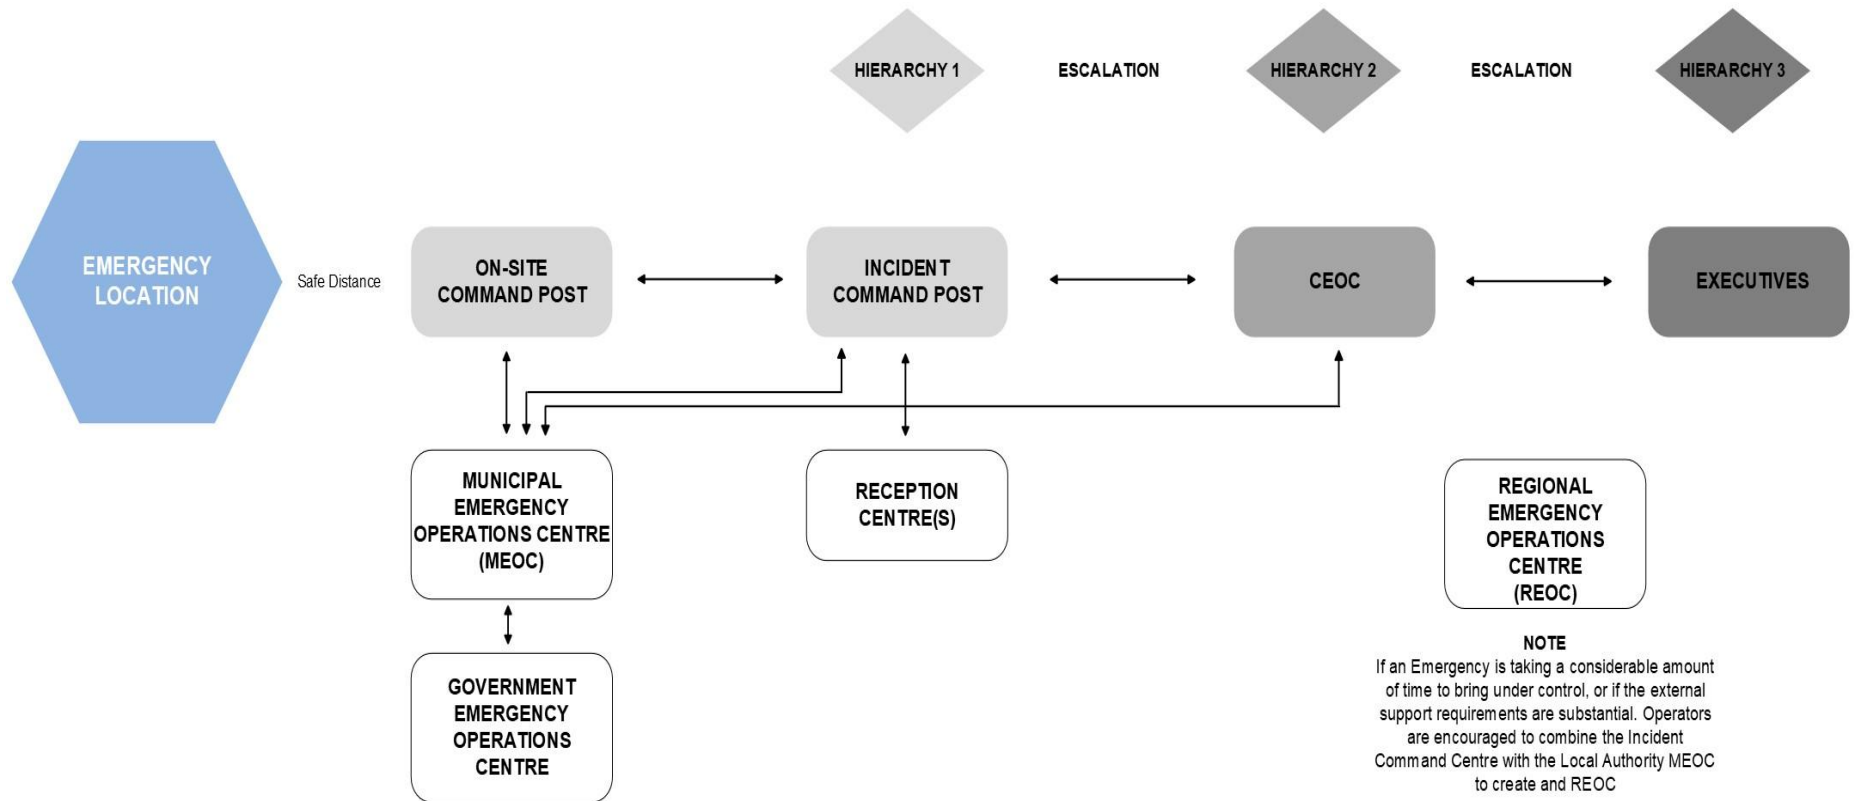 HIERARCHY 1
ESCALATION
HIERARCHY 2
ESCALATION
HIERARCHY 3
EMERGENCY
LOCATION
Safe Distance
ON-SITE
COMMAND POST
INCIDENT
COMMAND POST
CEOC
EXECUTIVES
MUNICIPAL
EMERGENCY
OPERATIONS CENTRE
(MEOC)
RECEPTION
CENTRE(S)
REGIONAL
EMERGENCY
OPERATIONS
CENTRE
(REOC)
GOVERNMENT
EMERGENCY
OPERATIONS
CENTRE
NOTE
If an Emergency is taking a considerable amount
of time to bring under control, or if the external
support requirements are substantial. Operators
are encouraged to combine the Incident
Command Centre with the Local Authority MEOC
to create and REOC